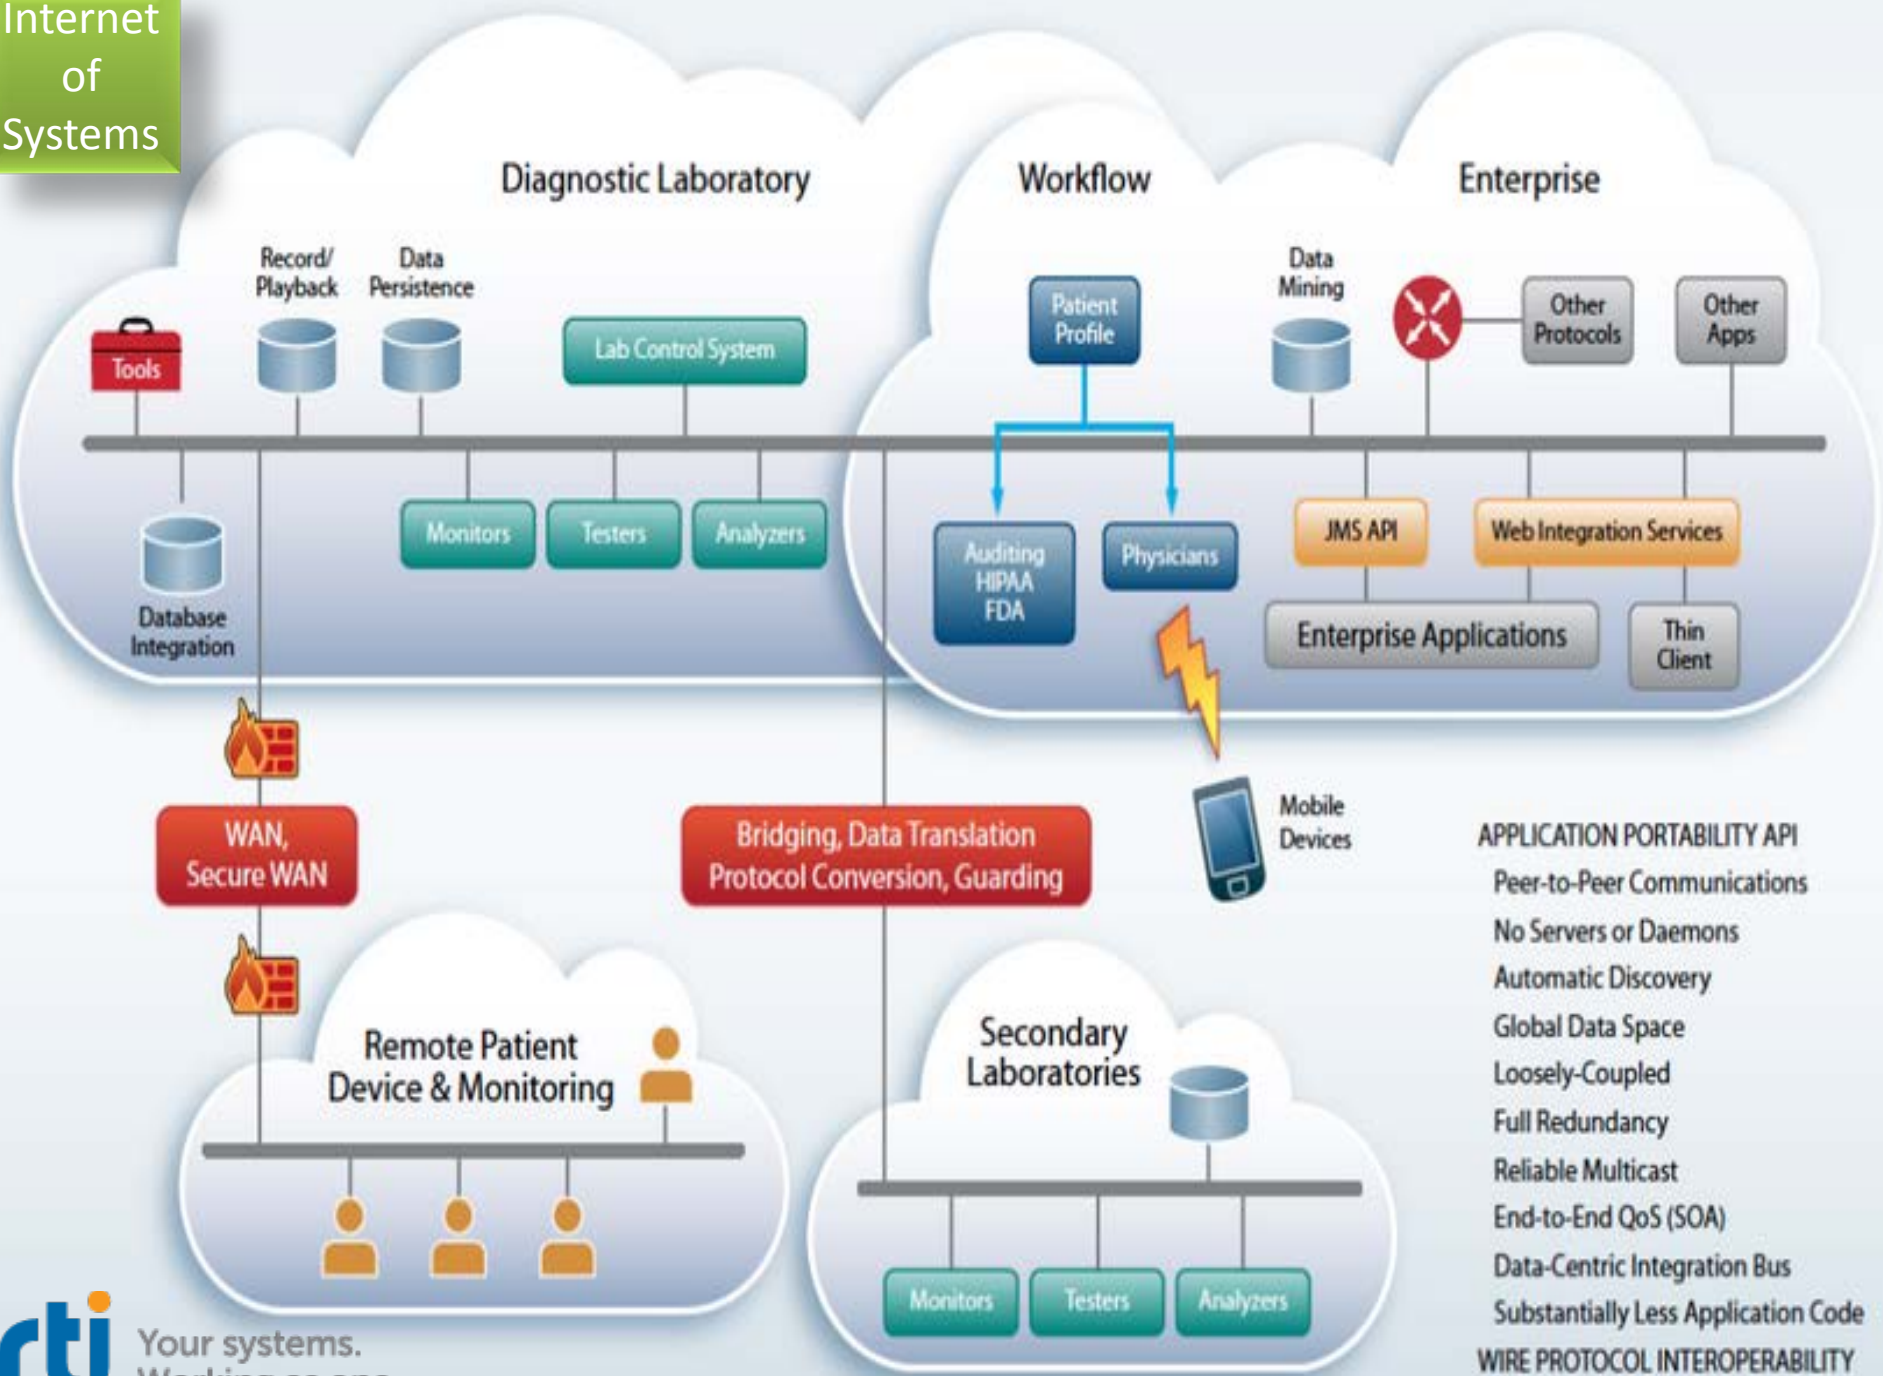 Internet
of
Systems
Diagnostic Laboratory
Workflow
Enterprise
Record/
Playback
Data
Persistence
Tools
Lab Control System
Patient
Profile
Data
Mining
Other
Protocols
Other
Apps
Database
Integration
Monitors
Testers
Analyzers
Auditing
HIPAA
FDA
Physicians
JMS API
Web Integration Services
Enterprise Applications
Thin
Client
WAN,
Secure WAN
Bridging, Data Translation
Protocol Conversion, Guarding
Mobile
Devices
Remote Patient
Device & Monitoring
Secondary
Laboratories
Monitors
Testers
Analyzers
APPLICATION PORTABILITY API
Peer-to-Peer Communications
No Servers or Daemons
Automatic Discovery
Global Data Space
Loosely-Coupled
Full Redundancy
Reliable Multicast
End-to-End QoS (SOA)
Data-Centric Integration Bus
Substantially Less Application Code
WIRE PROTOCOL INTEROPERABILITY
rti
Your systems.
Working as one